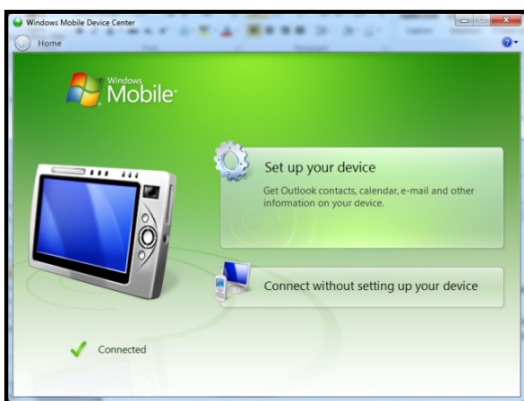 Windows Mobile Device Center
Home
Windows
Mobile
Set up your device
Get Outlook contacts, calendar, e-mail and other
information on your device.
Connect without setting up your device
Connected